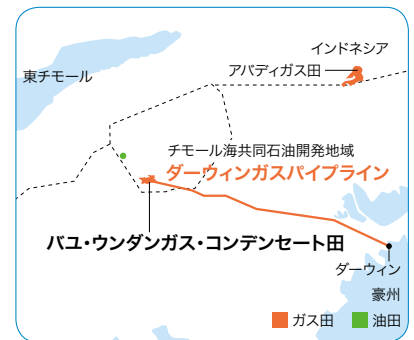 インドネシア
アバディガス田
東チモール
チモール海共同石油開発地域
ダーウィンガスパイプライン
バユ・ウンダンガス・コンデンセート田
ダーウィン
豪州
ガス田 油田